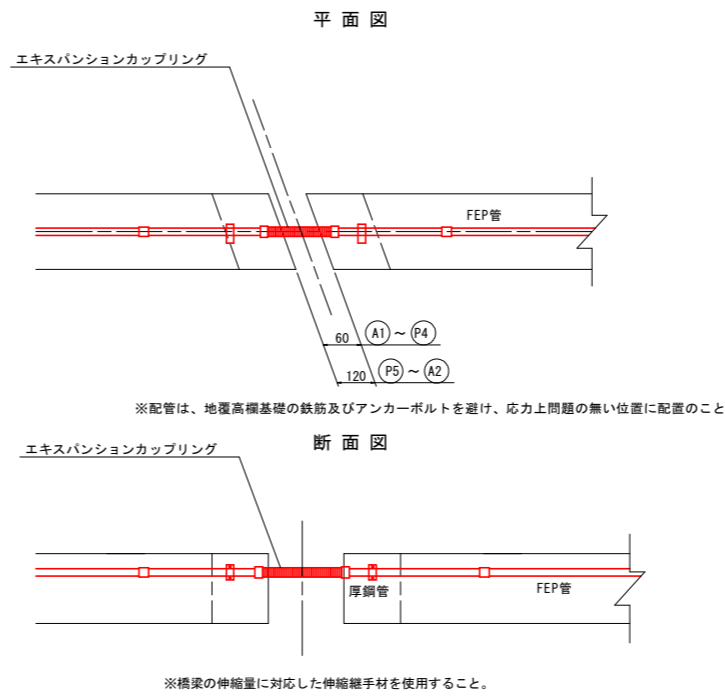 平面図
エキスパンションカップリング
FEP管
60 A1 ～ P4
120 P5 ～ A2
※配管は、地覆高欄基礎の鉄筋及びアンカーボルトを避け、応力上問題の無い位置に配置のこと
断面図
エキスパンションカップリング
厚鋼管
FEP管
※橋梁の伸縮量に対応した伸縮継手材を使用すること。